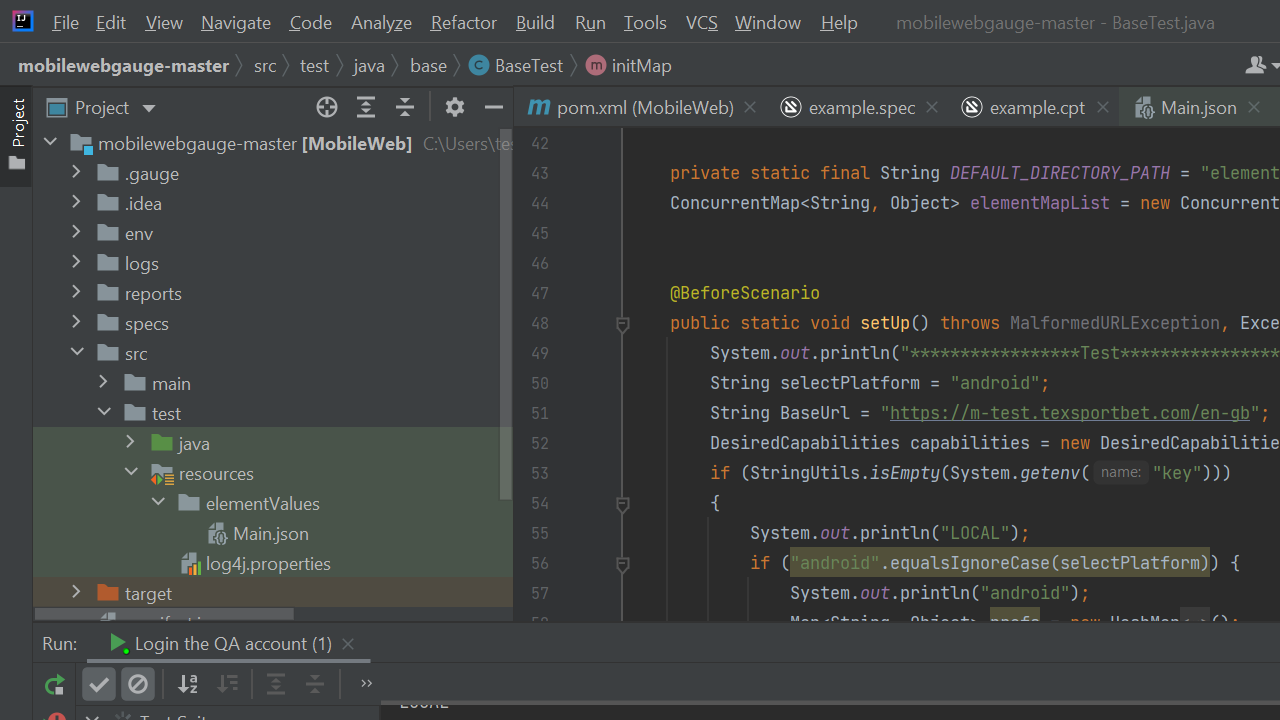 File Edit View Navigate Code Analyze Refactor Build Run Tools VCS Window Help mobilewebgauge-master - BaseTest.java
mobilewebgauge-master src test java base BaseTest initMap
Project
Project
pom.xml (MobileWeb) example.spec example.cpt Main.json
mobilewebgauge-master [MobileWeb] C:\Users\tes
.gauge
.idea
env
logs
reports
specs
src
main
test
java
resources
elementValues
Main.json
log4j.properties
target
42
43 private static final String DEFAULT_DIRECTORY_PATH = "element
44 ConcurrentMap<String, Object> elementMapList = new Concurrent
45
46
47 @BeforeScenario
48 public static void setUp() throws MalformedURLException, Exce
49 System.out.println("*****************Test****************
50 String selectPlatform = "android";
51 String BaseUrl = "https://m-test.texsportbet.com/en-gb";
52 DesiredCapabilities capabilities = new DesiredCapabilitie
53 if (StringUtils.isEmpty(System.getenv( name: "key")))
54 {
55 System.out.println("LOCAL");
56 if ("android".equalsIgnoreCase(selectPlatform)) {
57 System.out.println("android");
Map<String, Object> prefs = new HashMap<~>();
Run: Login the QA account (1)
LOCAL